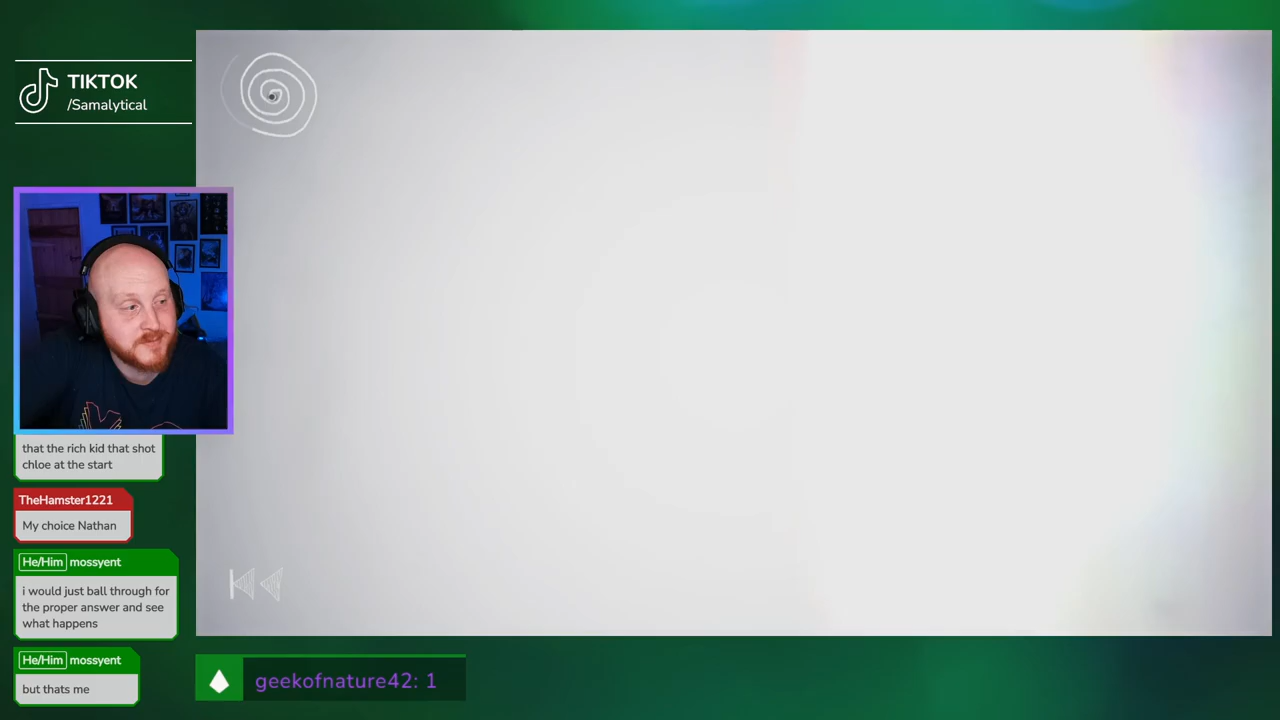 TIKTOK
/Samalytical
that the rich kid that shot
chloe at the start
TheHamster1221
My choice Nathan
He/Him mossyent
i would just ball through for
the proper answer and see
what happens
He/Him mossyent
but thats me
geekofnature42: 1